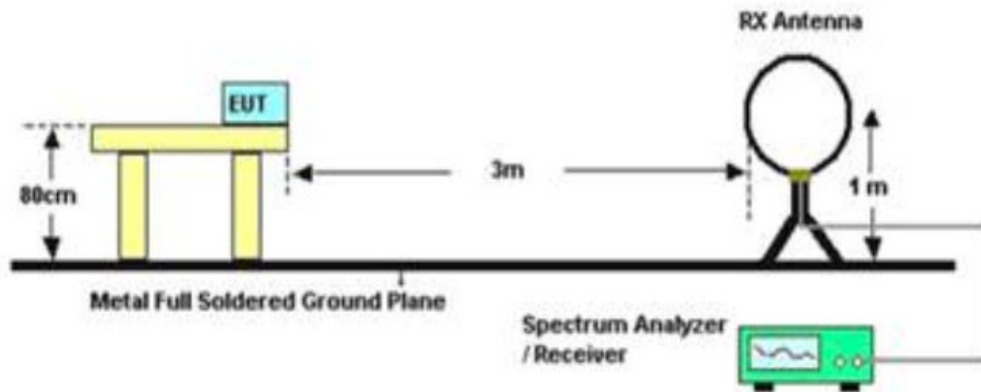 RX Antenna
EUT
80cm
3m
1 m
Metal Full Soldered Ground Plane
Spectrum Analyzer
/ Receiver